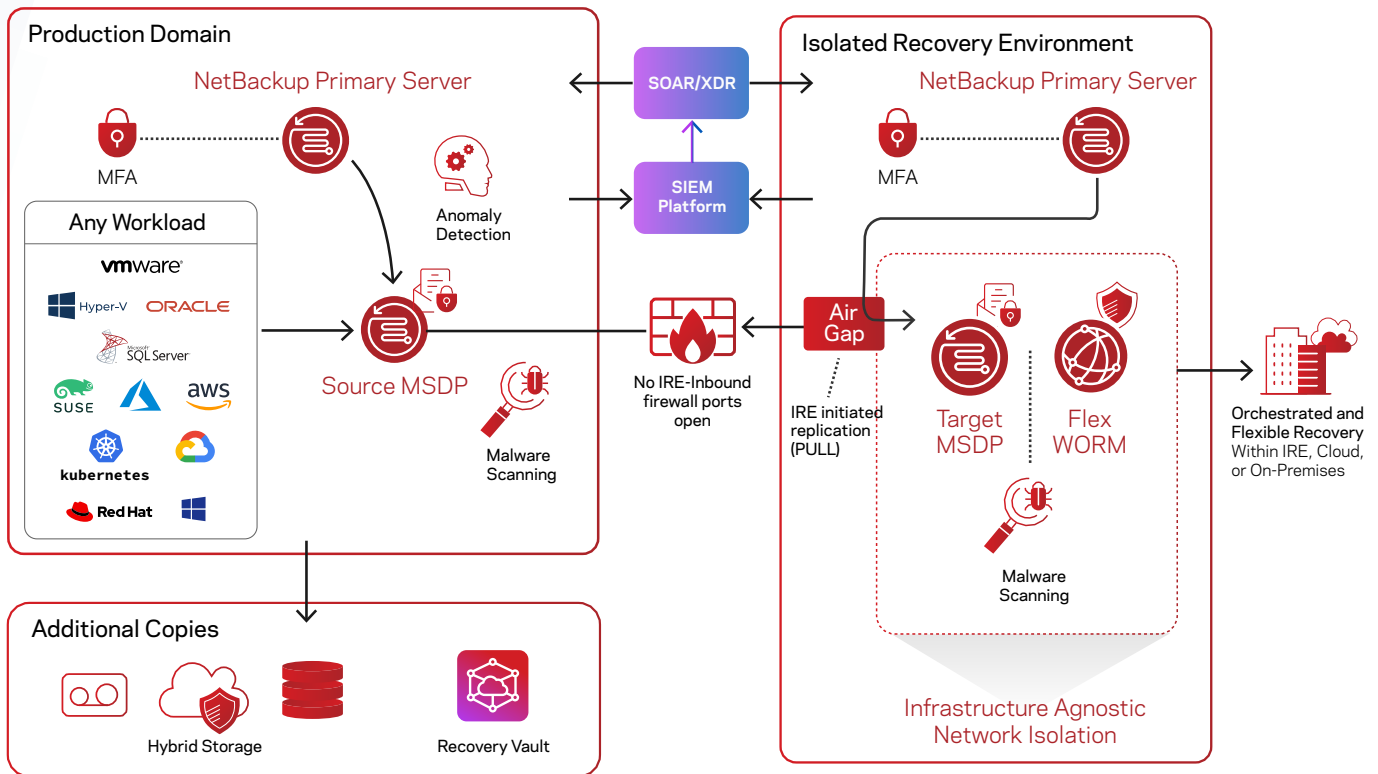 Production Domain
NetBackup Primary Server
MFA
Anomaly
Detection
Any Workload
vmware®
Hyper-V
ORACLE
Microsoft
SQL Server
SUSE
aws
kubernetes
Red Hat
Source MSDP
Malware
Scanning
Additional Copies
Hybrid Storage
Recovery Vault
SOAR/XDR
SIEM
Platform
No IRE-Inbound
firewall ports
open
Isolated Recovery Environment
NetBackup Primary Server
MFA
Air
Gap
IRE initiated
replication
(PULL)
Target
MSDP
Flex
WORM
Malware
Scanning
Infrastructure Agnostic
Network Isolation
Orchestrated and
Flexible Recovery
Within IRE, Cloud,
or On-Premises